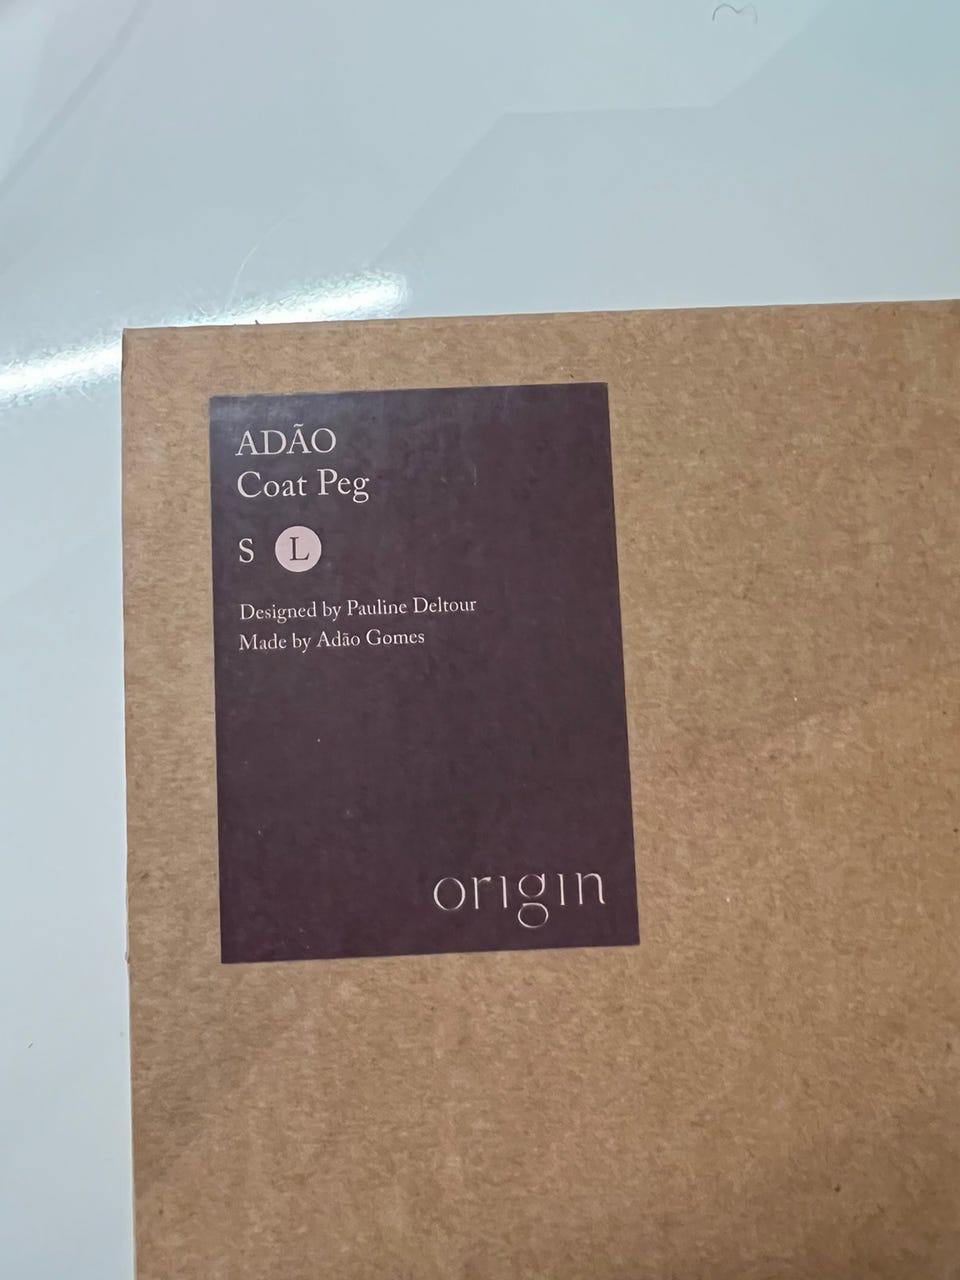 ADÃO
Coat Peg
S L
Designed by Pauline Deltour
Made by Adão Gomes
origin